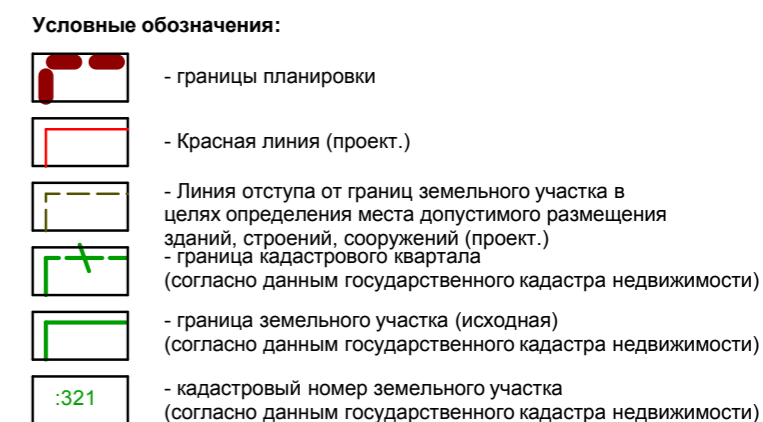 Условные обозначения:
- границы планировки
- Красная линия (проект.)
- Линия отступа от границ земельного участка в
целях определения места допустимого размещения
зданий, строений, сооружений (проект.)
- граница кадастрового квартала
(согласно данным государственного кадастра недвижимости)
- граница земельного участка (исходная)
(согласно данным государственного кадастра недвижимости)
:321
- кадастровый номер земельного участка
(согласно данным государственного кадастра недвижимости)